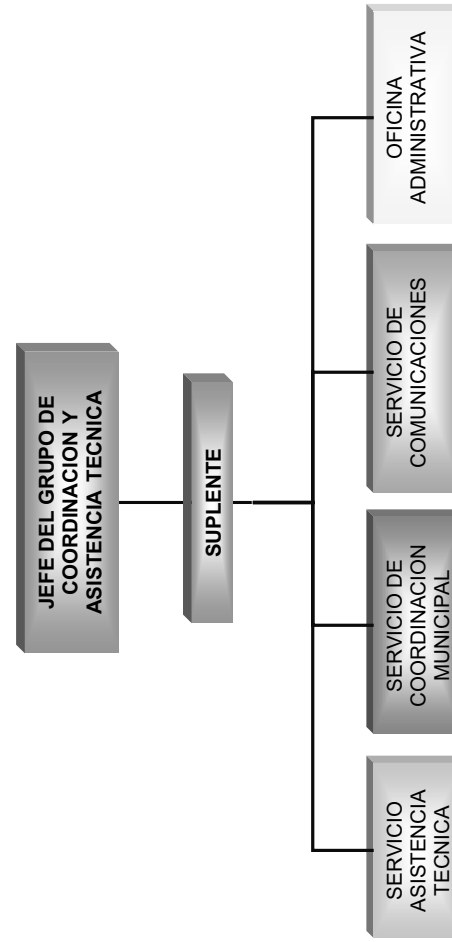 JEFE DEL GRUPO DE
COORDINACION Y
ASISTENCIA TECNICA
SUPLENTE
SERVICIO
ASISTENCIA
TECNICA
SERVICIO DE
COORDINACION
MUNICIPAL
SERVICIO DE
COMUNICACIONES
OFICINA
ADMINISTRATIVA